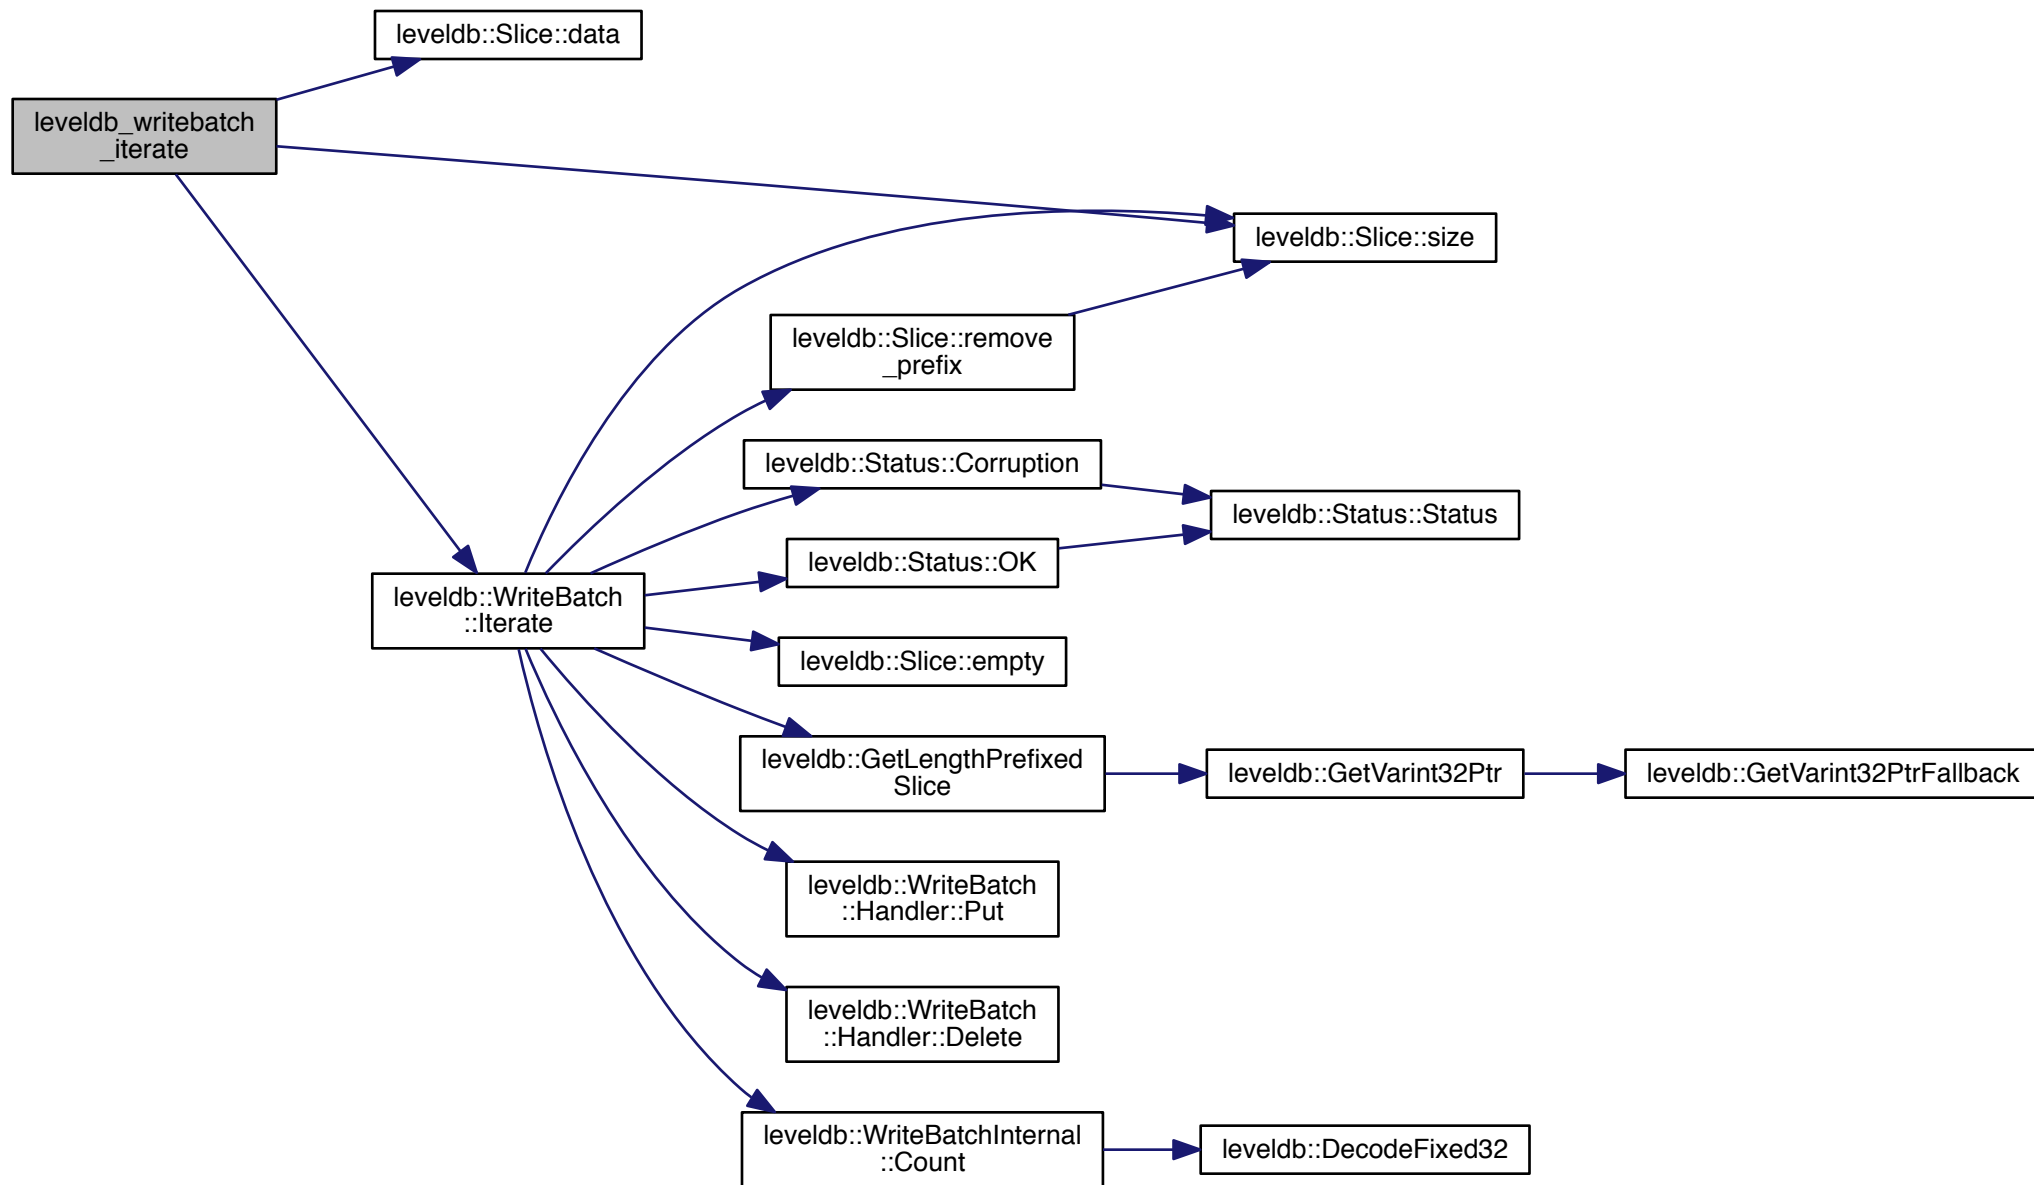 leveldb::Slice::data
leveldb_writebatch
_iterate
leveldb::Slice::size
leveldb::Slice::remove
_prefix
leveldb::Status::Corruption
leveldb::Status::Status
leveldb::Status::OK
leveldb::WriteBatch
::Iterate
leveldb::Slice::empty
leveldb::GetLengthPrefixed
Slice
leveldb::GetVarint32Ptr
leveldb::GetVarint32PtrFallback
leveldb::WriteBatch
::Handler::Put
leveldb::WriteBatch
::Handler::Delete
leveldb::WriteBatchInternal
::Count
leveldb::DecodeFixed32